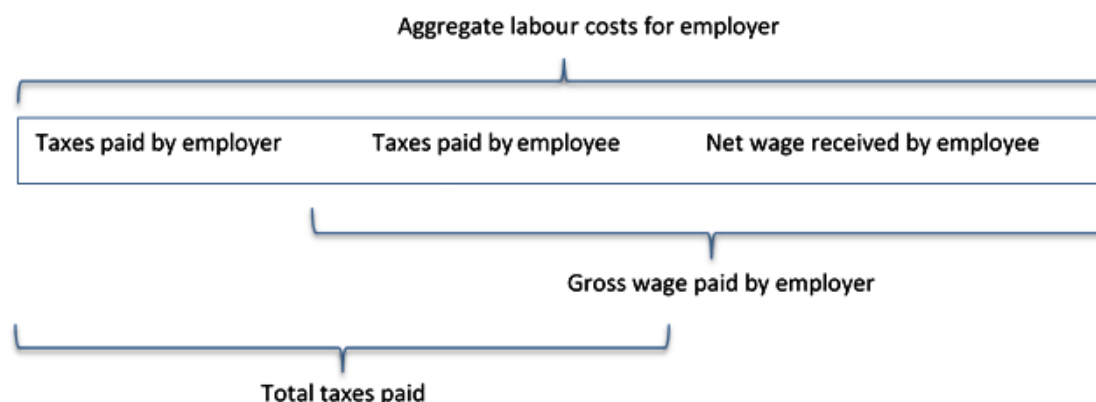 Aggregate labour costs for employer
Taxes paid by employer Taxes paid by employee Net wage received by employee
Gross wage paid by employer
Total taxes paid